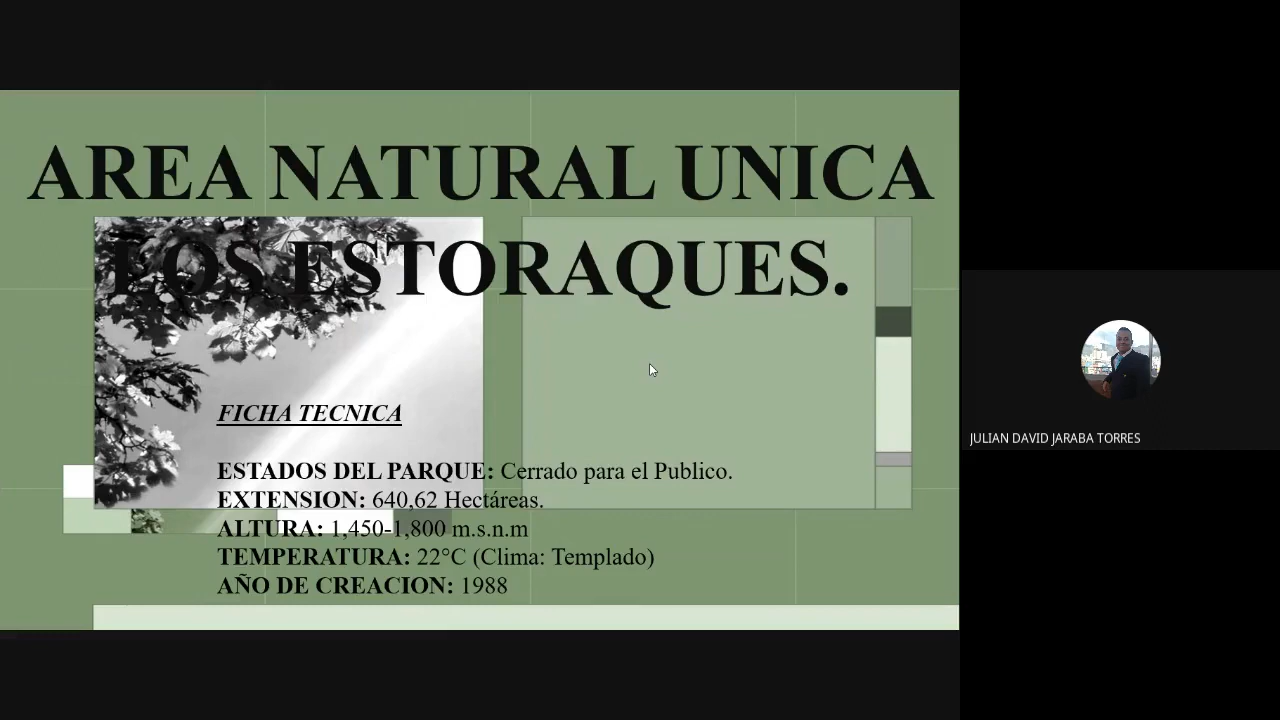 AREA NATURAL UNICA
LOS ESTORAQUES.
FICHA TECNICA
ESTADOS DEL PARQUE: Cerrado para el Publico.
EXTENSION: 640,62 Hectáreas.
ALTURA: 1,450-1,800 m.s.n.m
TEMPERATURA: 22°C (Clima: Templado)
AÑO DE CREACION: 1988
JULIAN DAVID JARABA TORRES